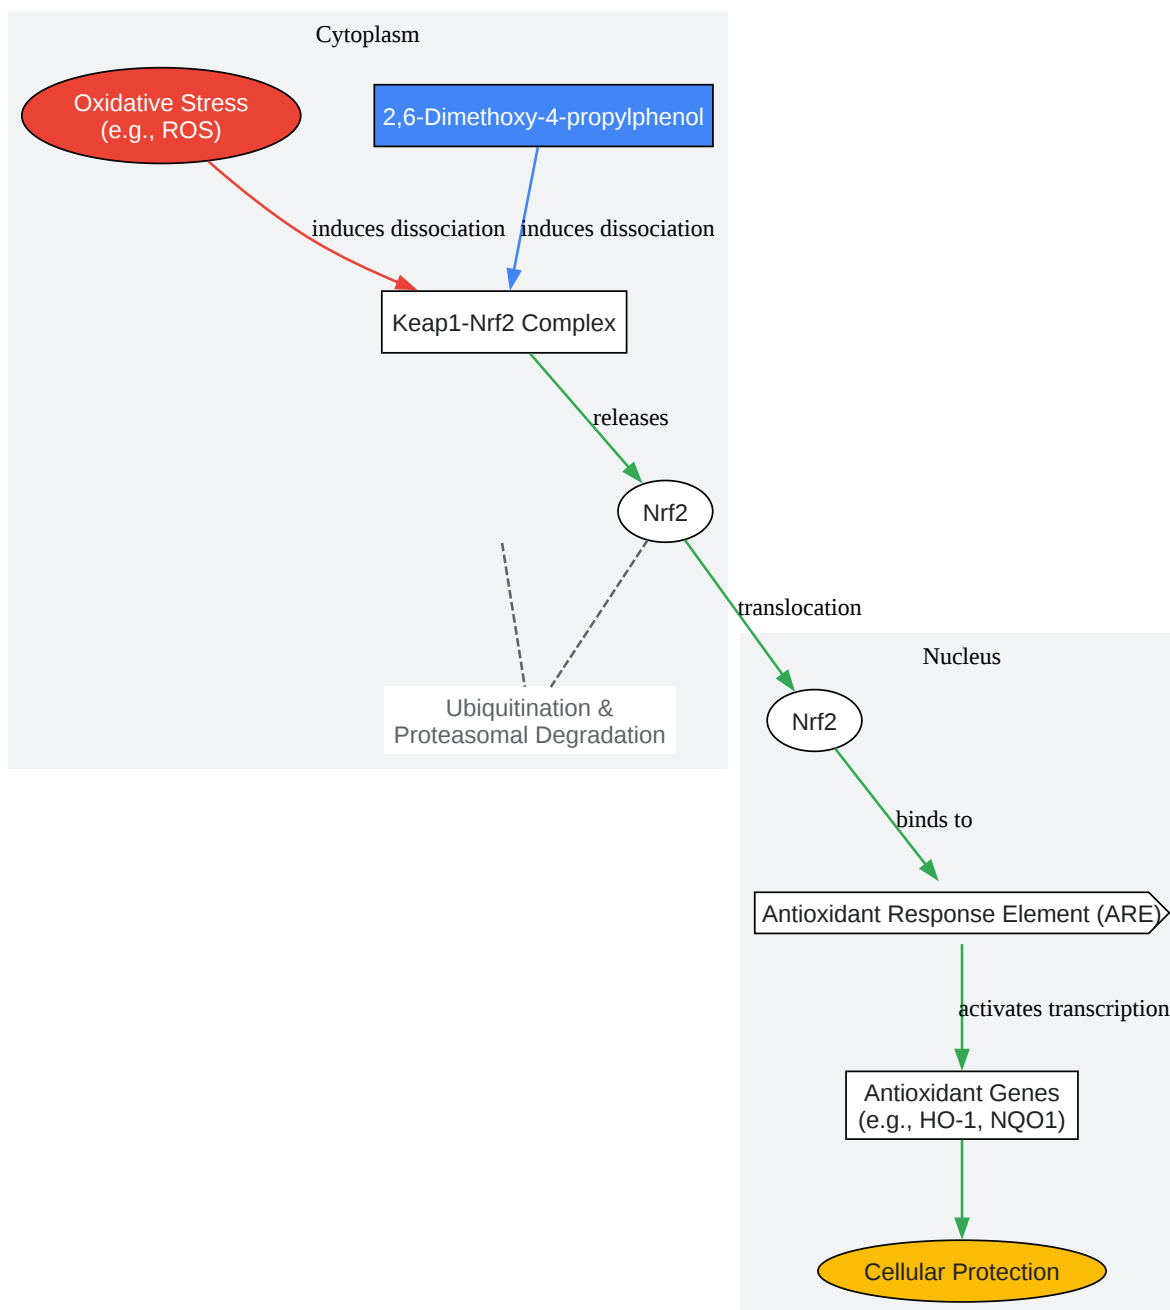 Cytoplasm
Oxidative Stress
(e.g., ROS)
2,6-Dimethoxy-4-propylphenol
induces dissociation
induces dissociation
Keap1-Nrf2 Complex
releases
Nrf2
translocation
Ubiquitination &
Proteasomal Degradation
Nucleus
Nrf2
binds to
Antioxidant Response Element (ARE)
activates transcription
Antioxidant Genes
(e.g., HO-1, NQO1)
Cellular Protection